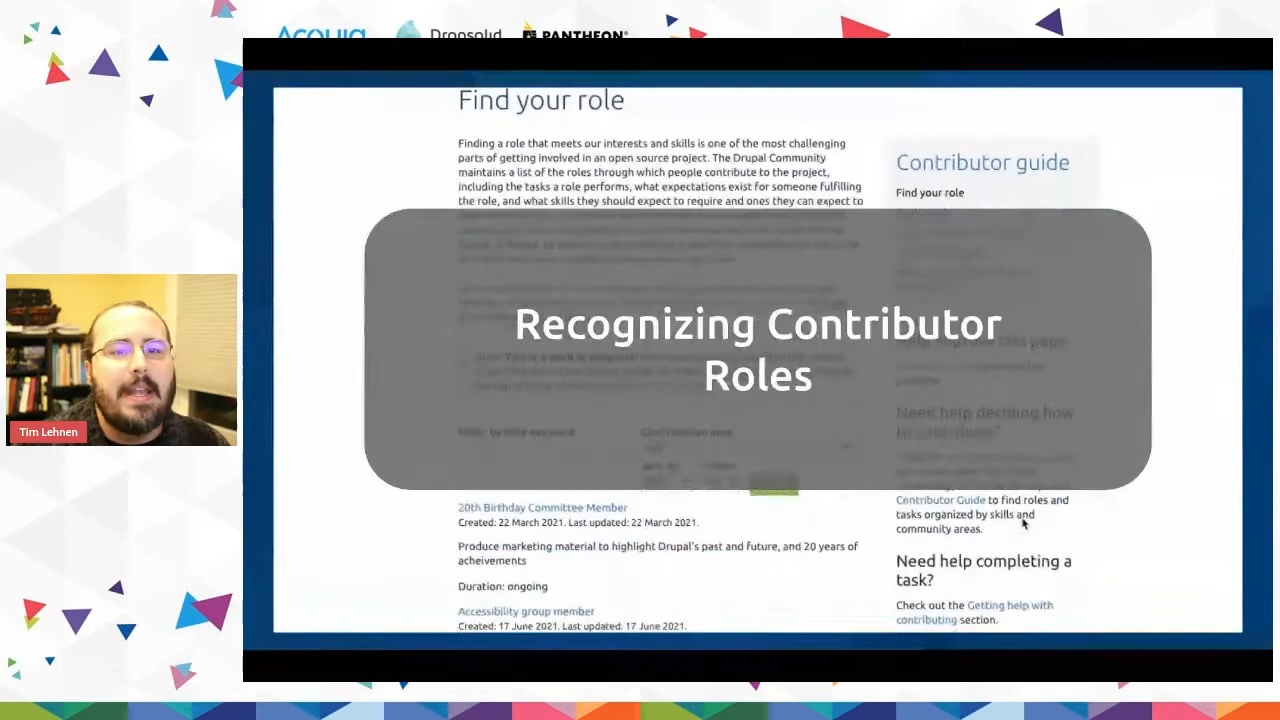 Acquia
Dropsolid
PANTHEON
Find your role
Finding a role that meets our interests and skills is one of the most challenging
parts of getting involved in an open source project. The Drupal Community
maintains a list of the roles through which people contribute to the project,
including the tasks a role performs, what expectations exist for someone fulfilling
the role, and what skills they should expect to require and ones they can expect to
Contributor guide
Find your role
Recognizing Contributor
Roles
Tim Lehnen
Need help deciding how
to contribute?
Contributor Guide to find roles and
tasks organized by skills and
community areas.
20th Birthday Committee Member
Created: 22 March 2021. Last updated: 22 March 2021.
Produce marketing material to highlight Drupal's past and future, and 20 years of
acheivements
Duration: ongoing
Accessibility group member
Created: 17 June 2021. Last updated: 17 June 2021.
Need help completing a
task?
Check out the Getting help with
contributing section.